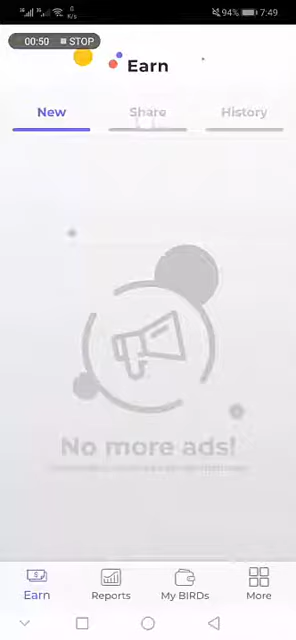 94% 7:49
00:50 STOP
Earn
New Share History
No more ads!
Earn Reports My BIRDs More